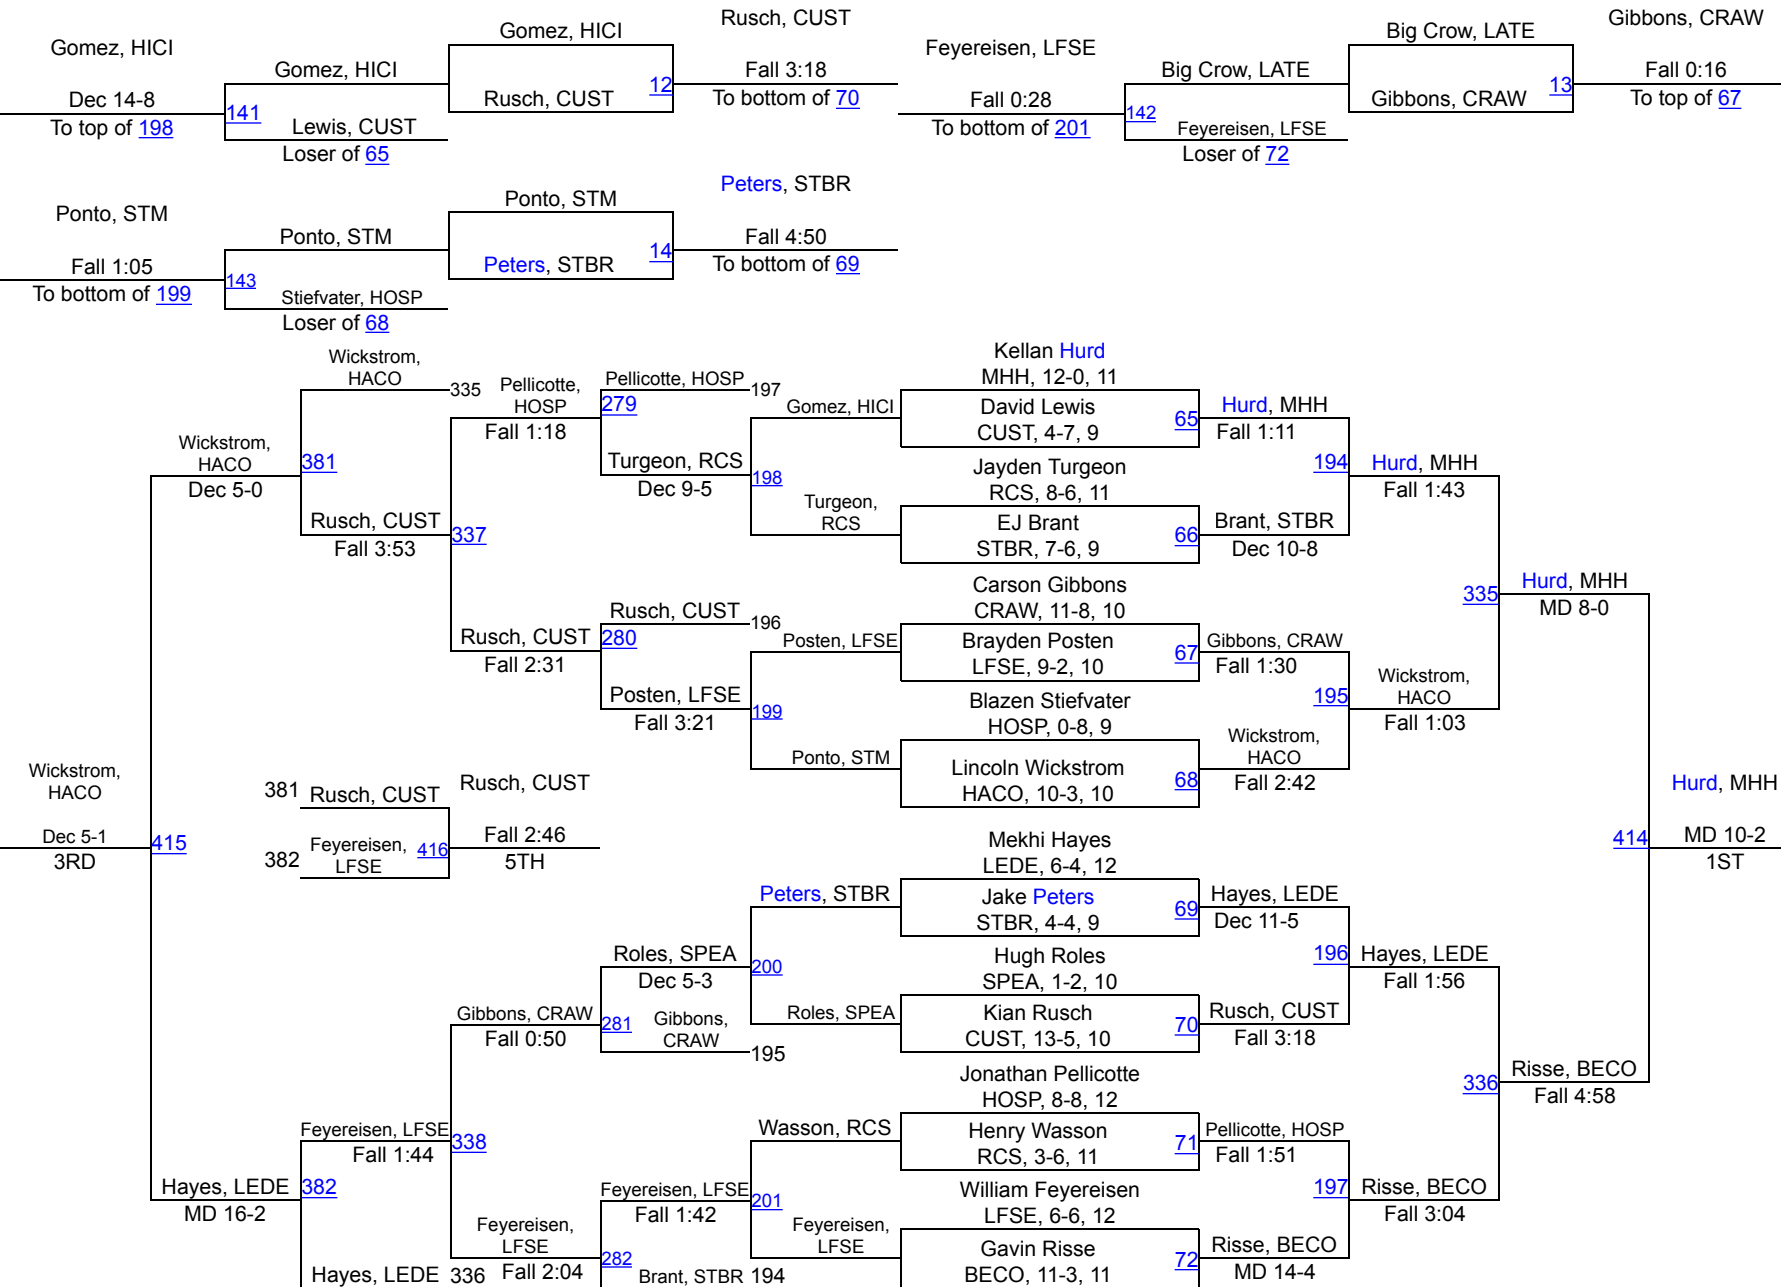 Gomez, HICI
Dec 14-8
To top of 198
Gomez, HICI
141
Lewis, CUST
Loser of 65
Gomez, HICI
Rusch, CUST
12
Rusch, CUST
Fall 3:18
To bottom of 70
Feyereisen, LFSE
Fall 0:28
To bottom of 201
Big Crow, LATE
142
Feyereisen, LFSE
Loser of 72
Big Crow, LATE
Gibbons, CRAW
13
Gibbons, CRAW
Fall 0:16
To top of 67
Ponto, STM
Fall 1:05
To bottom of 199
Ponto, STM
143
Stiefvater, HOSP
Loser of 68
Ponto, STM
Peters, STBR
14
Peters, STBR
Fall 4:50
To bottom of 69
Wickstrom,
HACO
Dec 5-1
3RD
415
Wickstrom,
HACO
Dec 5-0
381
Wickstrom,
HACO
335
Rusch, CUST
Fall 3:53
337
Pellicotte,
HOSP
Fall 1:18
279
Pellicotte, HOSP
197
Turgeon, RCS
Dec 9-5
198
Gomez, HICI
Turgeon,
RCS
Rusch, CUST
Fall 2:31
280
Rusch, CUST
196
Posten, LFSE
Fall 3:21
199
Posten, LFSE
Ponto, STM
381
Rusch, CUST
382
Feyereisen,
LFSE
416
Rusch, CUST
Fall 2:46
5TH
Hayes, LEDE
MD 16-2
382
Feyereisen, LFSE
Fall 1:44
338
Hayes, LEDE
336
Gibbons, CRAW
Fall 0:50
281
Roles, SPEA
Dec 5-3
200
Gibbons,
CRAW
195
Peters, STBR
Roles, SPEA
Feyereisen,
LFSE
Fall 2:04
282
Feyereisen, LFSE
Fall 1:42
201
Brant, STBR
194
Wasson, RCS
Feyereisen,
LFSE
Kellan Hurd
MHH, 12-0, 11
David Lewis
CUST, 4-7, 9
65
Jayden Turgeon
RCS, 8-6, 11
EJ Brant
STBR, 7-6, 9
66
Carson Gibbons
CRAW, 11-8, 10
Brayden Posten
LFSE, 9-2, 10
67
Blazen Stiefvater
HOSP, 0-8, 9
Lincoln Wickstrom
HACO, 10-3, 10
68
Mekhi Hayes
LEDE, 6-4, 12
Jake Peters
STBR, 4-4, 9
69
Hugh Roles
SPEA, 1-2, 10
Kian Rusch
CUST, 13-5, 10
70
Jonathan Pellicotte
HOSP, 8-8, 12
Henry Wasson
RCS, 3-6, 11
71
William Feyereisen
LFSE, 6-6, 12
Gavin Risse
BECO, 11-3, 11
72
Hurd, MHH
Fall 1:11
194
Brant, STBR
Dec 10-8
Gibbons, CRAW
Fall 1:30
195
Wickstrom,
HACO
Fall 2:42
Hayes, LEDE
Dec 11-5
196
Rusch, CUST
Fall 3:18
Pellicotte, HOSP
Fall 1:51
197
Risse, BECO
MD 14-4
Hurd, MHH
Fall 1:43
335
Wickstrom,
HACO
Fall 1:03
Hayes, LEDE
Fall 1:56
336
Risse, BECO
Fall 3:04
Hurd, MHH
MD 8-0
414
Risse, BECO
Fall 4:58
Hurd, MHH
MD 10-2
1ST